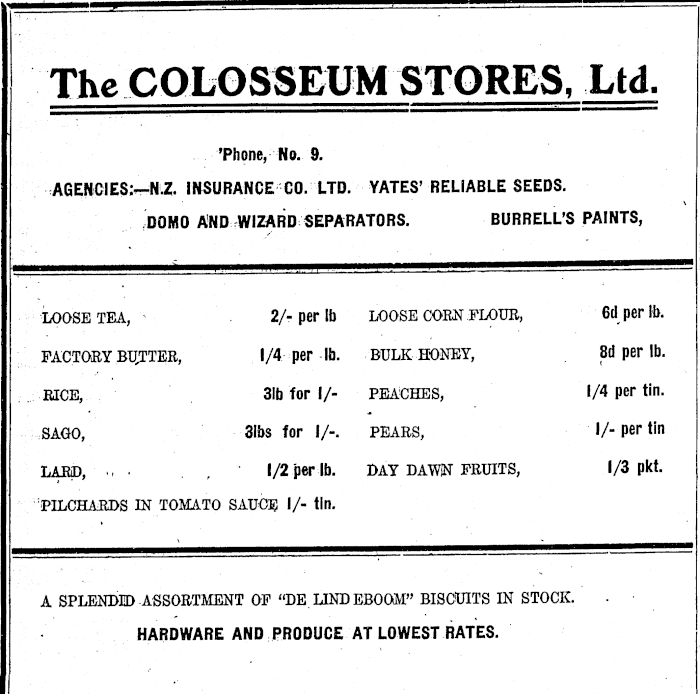 The COLOSSEUM STORES, Ltd.
'Phone, No. 9.
AGENCIES:—N.Z. INSURANCE CO. LTD. YATES' RELIABLE SEEDS.
DOMO AND WIZARD SEPARATORS. BURRELL'S PAINTS,
LOOSE TEA, 2/- per lb LOOSE CORN FLOUR, 6d per lb.
FACTORY BUTTER, 1/4 per lb. BULK HONEY, 8d per lb.
RICE, 3lb for 1/- PEACHES, 1/4 per tin.
SAGO, 3lbs for 1/-. PEARS, 1/- per tin
LARD, 1/2 per lb. DAY DAWN FRUITS, 1/3 pkt.
PILCHARDS IN TOMATO SAUCE 1/- tin.
A SPLENDID ASSORTMENT OF “DE LINDEBOOM” BISCUITS IN STOCK.
HARDWARE AND PRODUCE AT LOWEST RATES.